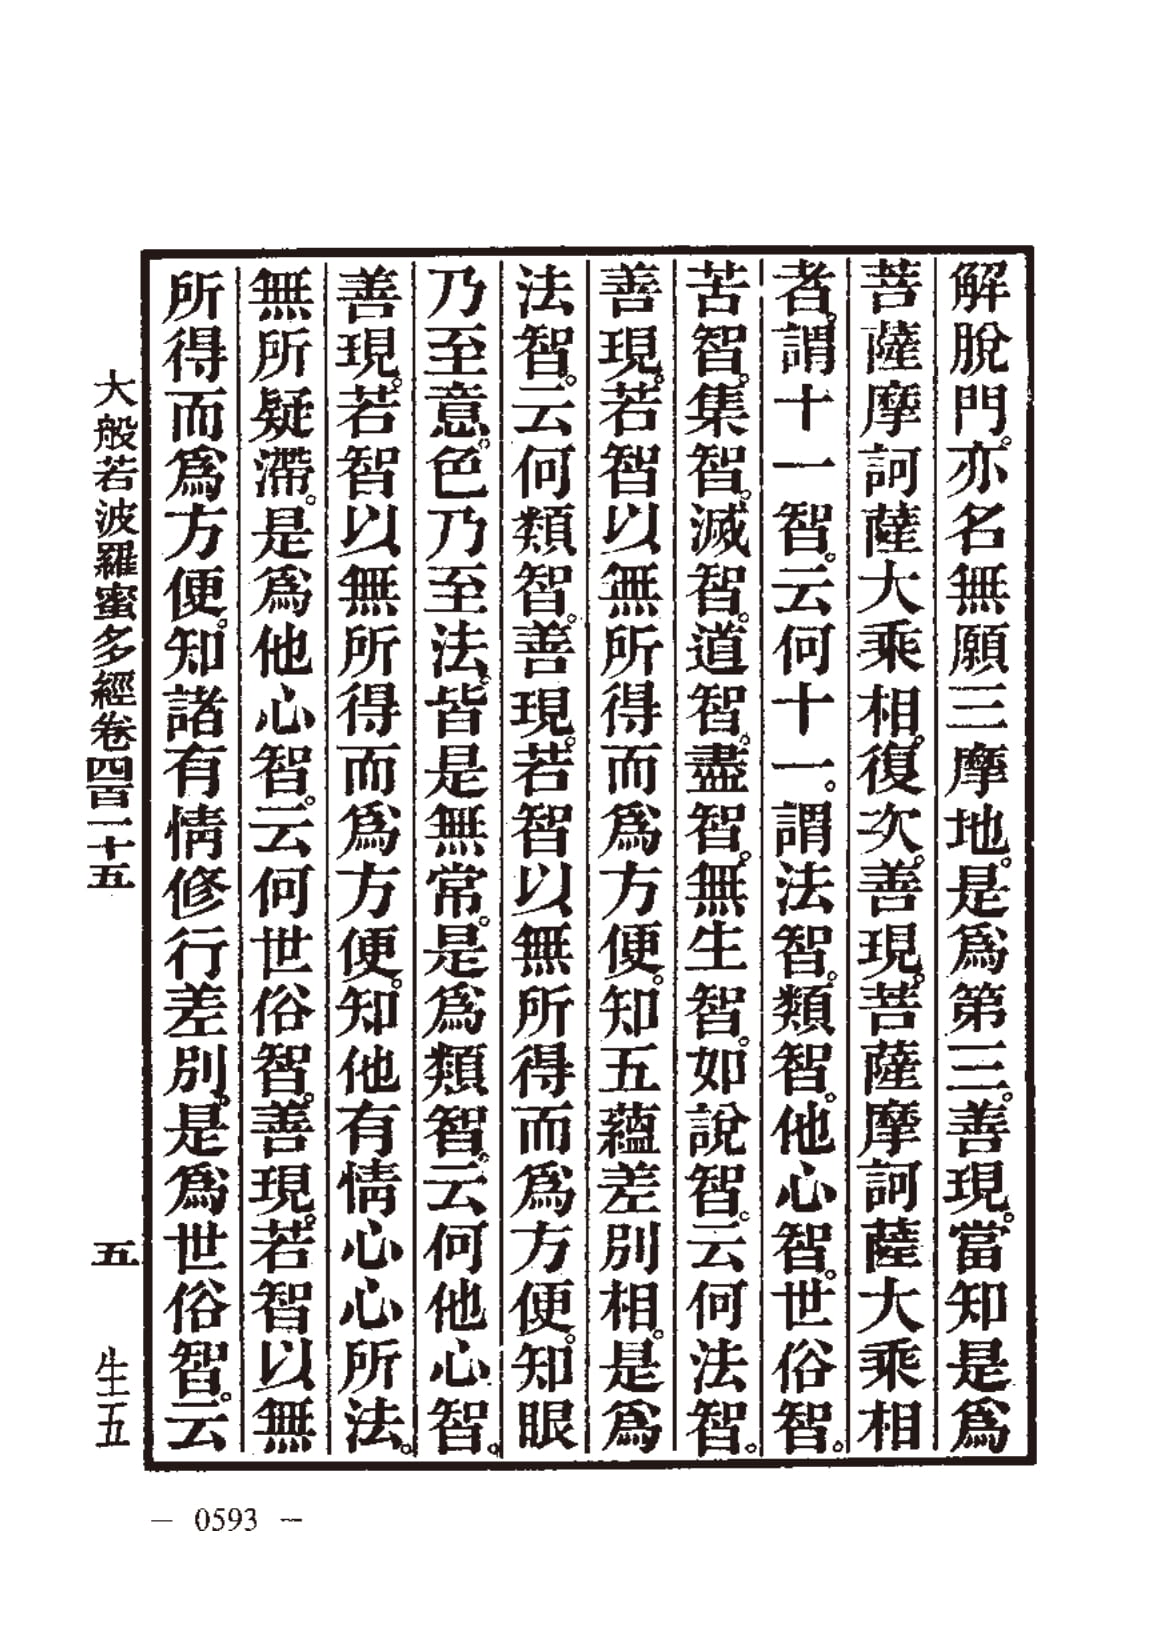 解脫門。亦名無願三摩地。是爲第三。善現。當知是爲
菩薩摩訶薩大乘相。復次。善現。菩薩摩訶薩大乘相
者。謂十一智。云何十一。謂法智。類智。他心智。世俗智。
苦智。集智。滅智。道智。盡智。無生智。如說智。云何法智。
善現。若智以無所得而爲方便。知五蘊差別相。是爲
法智。云何類智。善現。若智以無所得而爲方便。知眼
乃至意。色乃至法。皆是無常。是爲類智。云何他心智。
善現。若智以無所得而爲方便。知他有情心心所法。
無所疑滯。是爲他心智。云何世俗智。善現。若智以無
所得而爲方便。知諸有情修行差別。是爲世俗智。云
大般若波羅蜜多經卷四百一十五 五 生五
— 0593 —